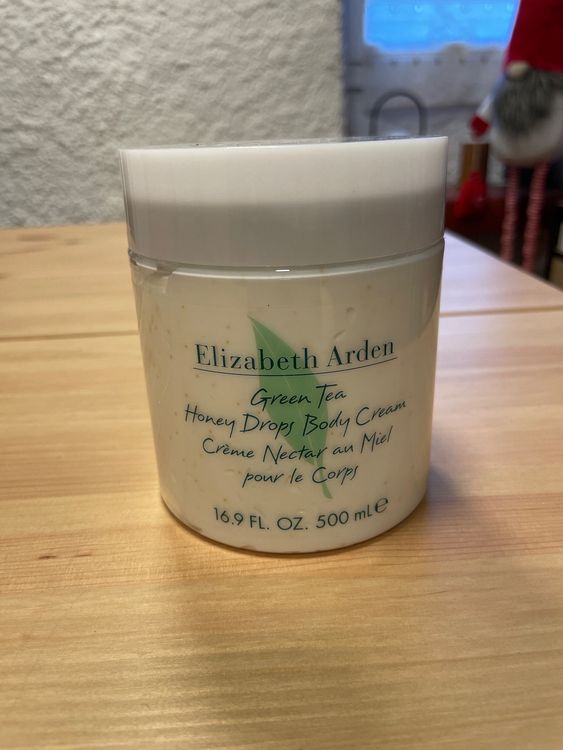 Elizabeth Arden
Green Tea
Honey Drops Body Cream
Crème Nectar au Miel
pour le Corps
16.9 FL. OZ. 500 mL℮